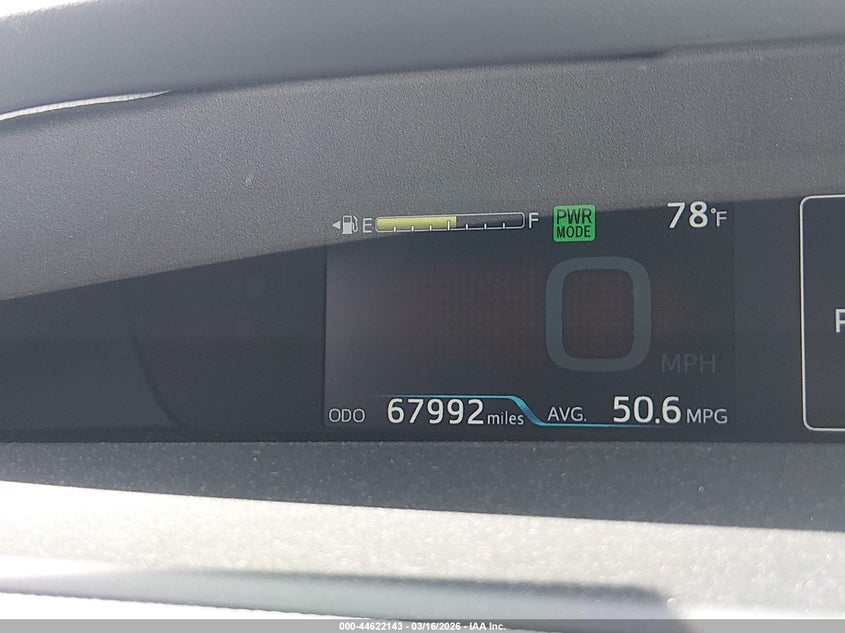 E F PWR MODE 78°F
0
MPH
ODO 67992 miles AVG. 50.6 MPG
P
000-44622143 - 03/16/2026 - IAA Inc.